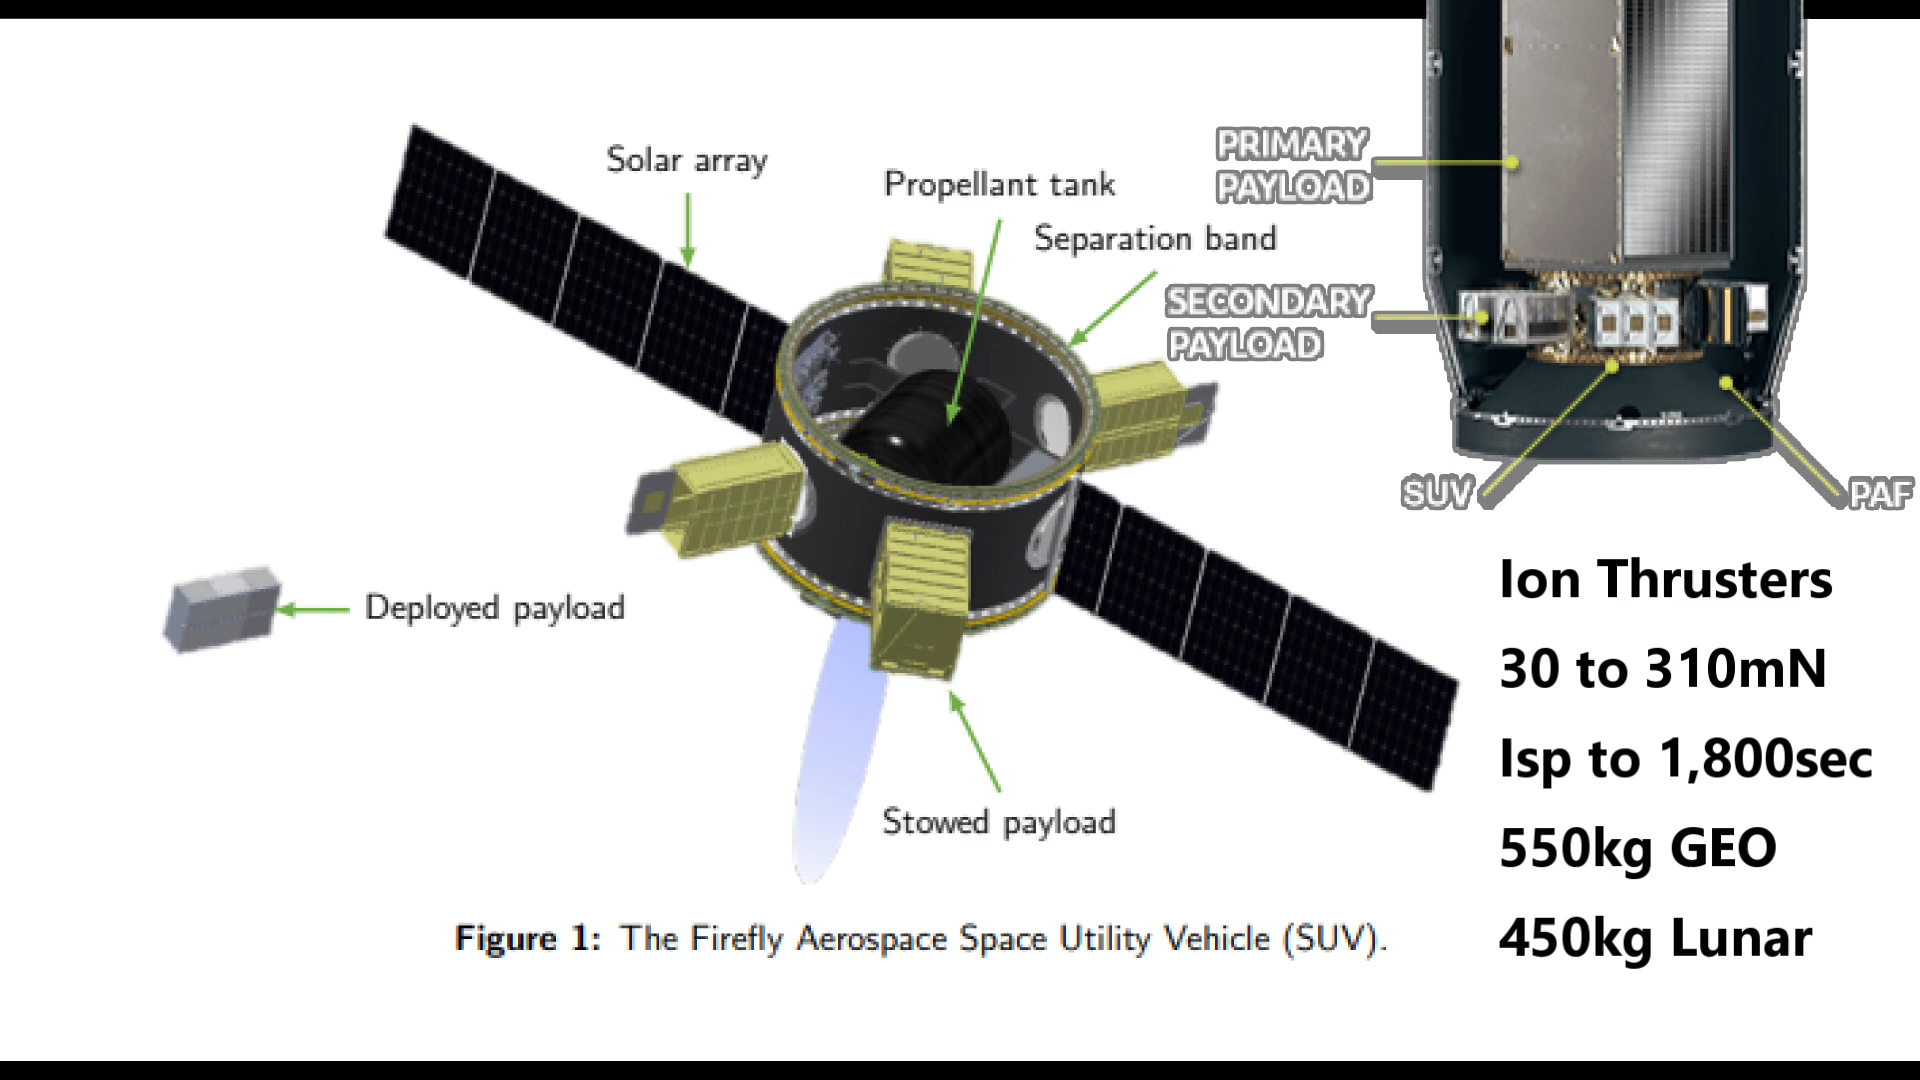 Solar array
Propellant tank
Separation band
Deployed payload
Stowed payload
Figure 1: The Firefly Aerospace Space Utility Vehicle (SUV).
PRIMARY
PAYLOAD
SECONDARY
PAYLOAD
SUV
PAF
Ion Thrusters
30 to 310mN
Isp to 1,800sec
550kg GEO
450kg Lunar